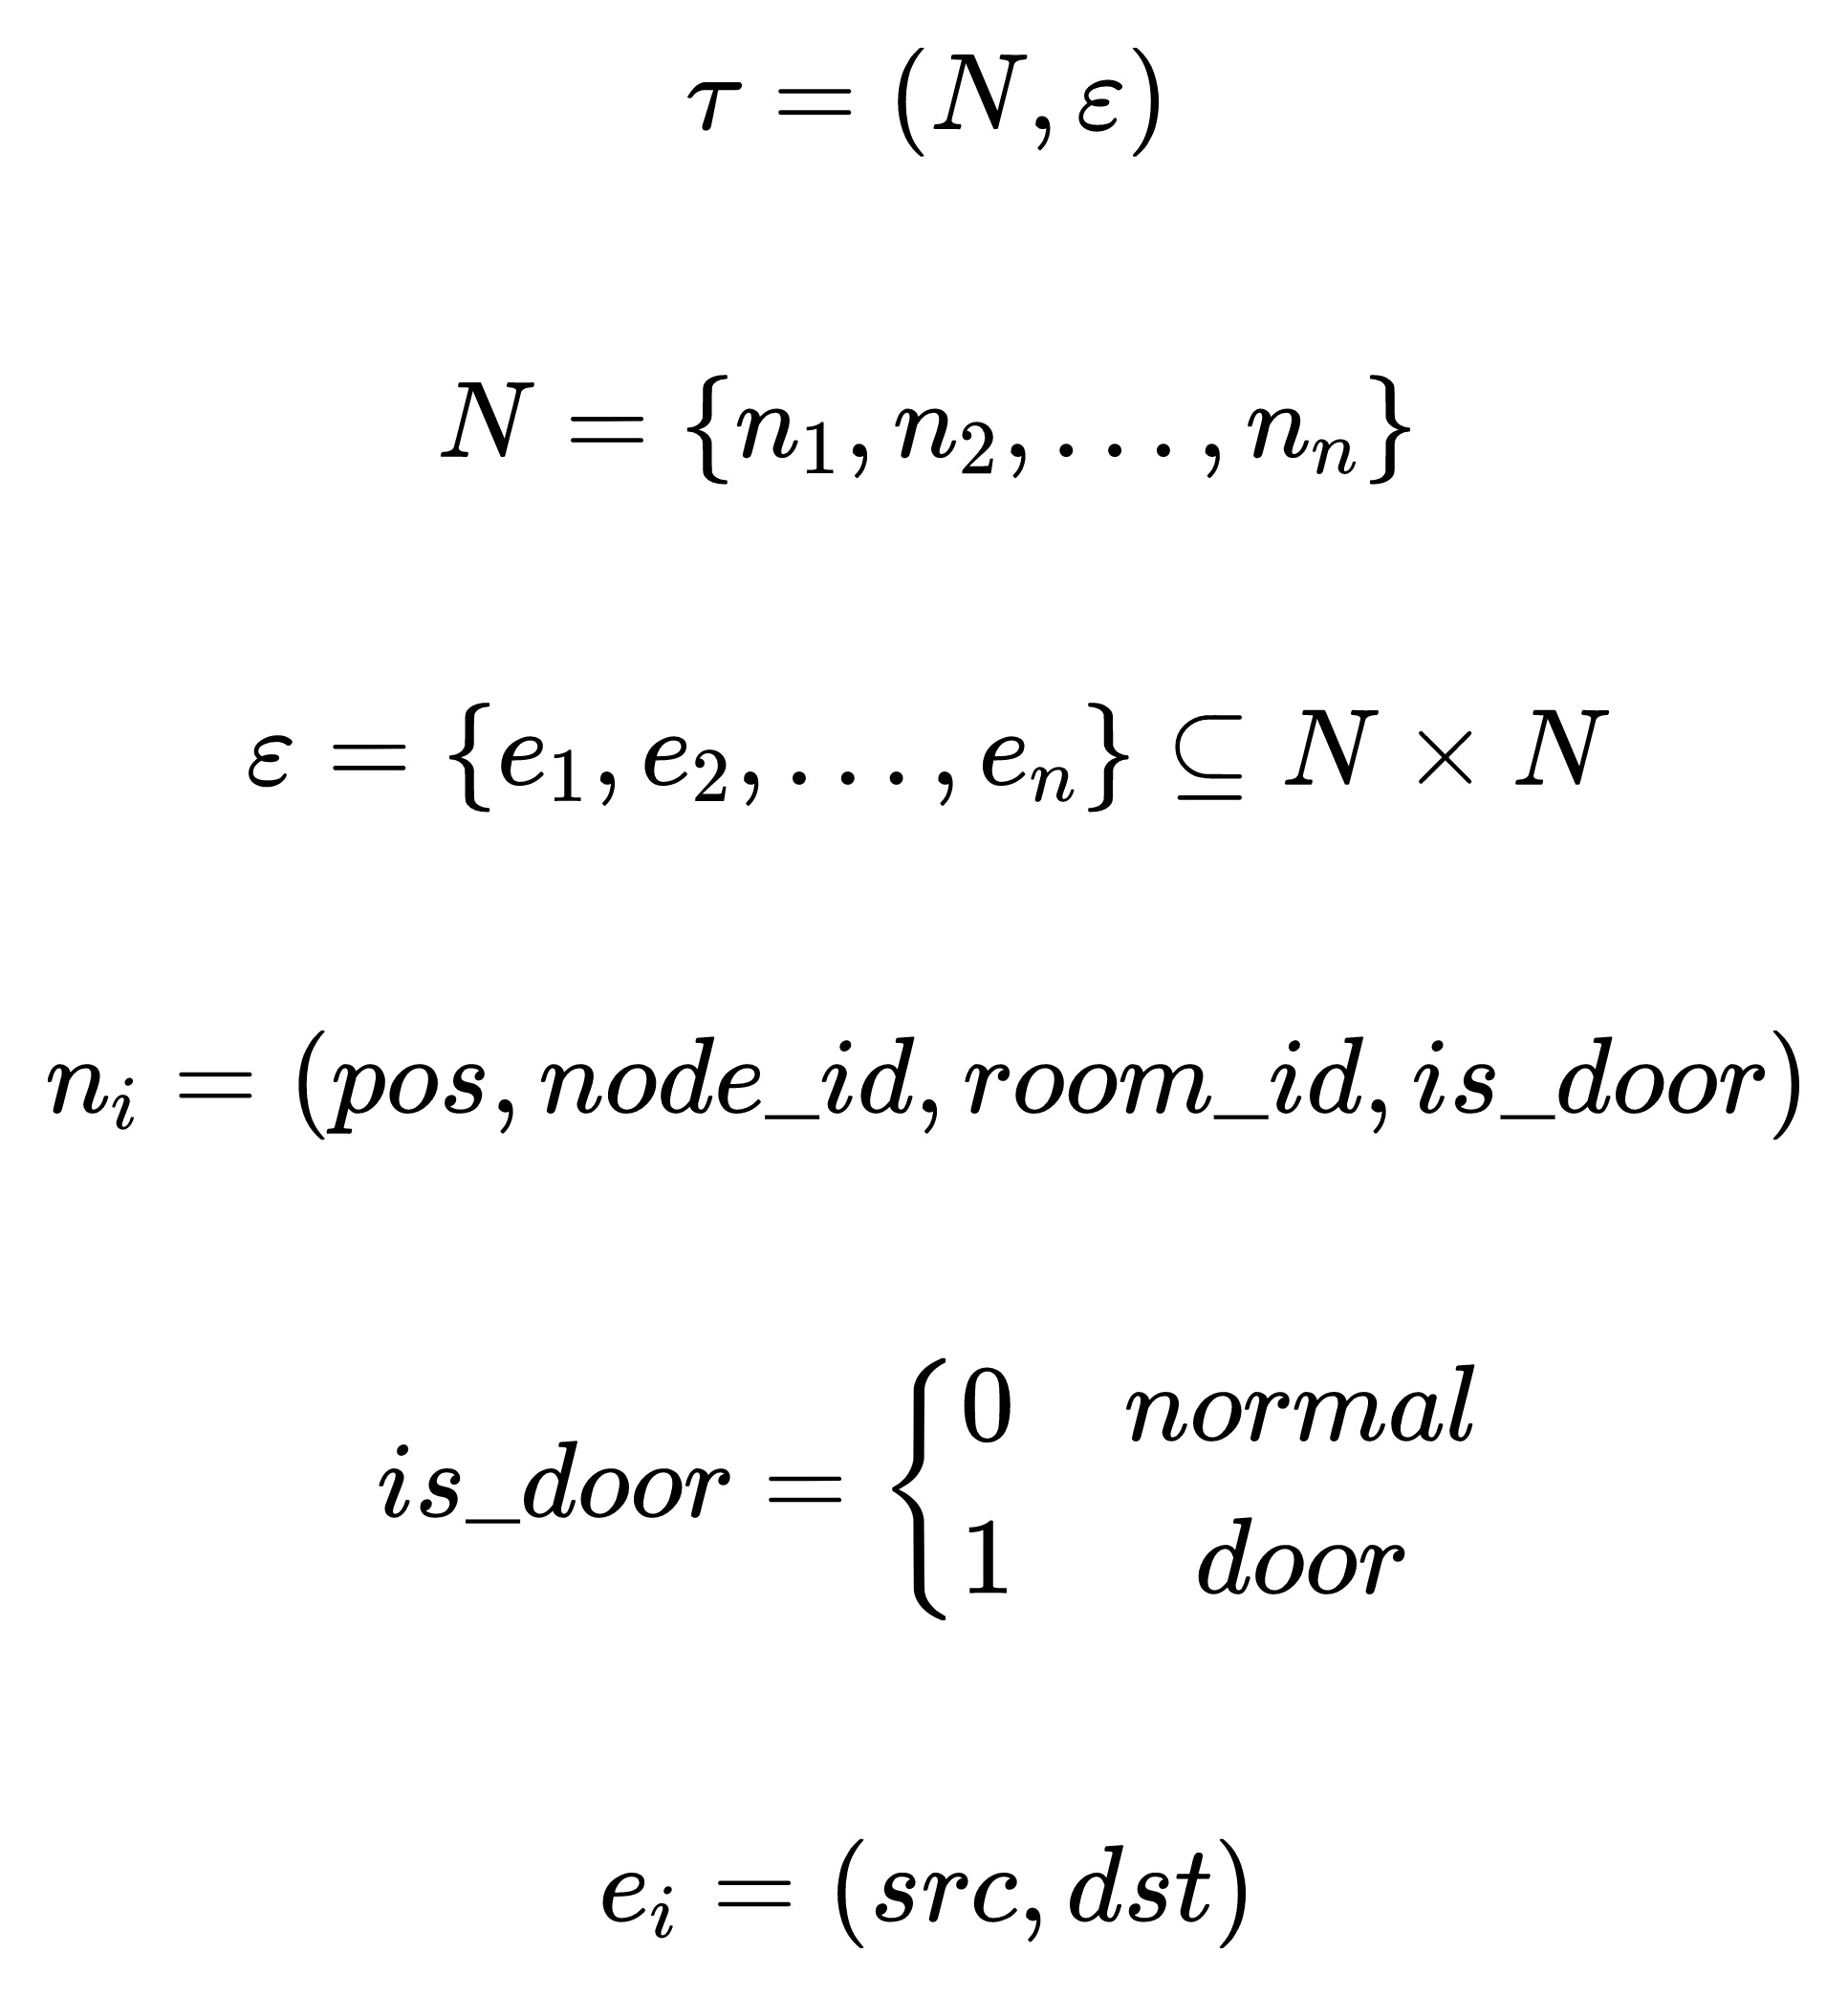 τ = (N, ε)
N = {n₁, n₂, . . . , nₙ}
ε = {e₁, e₂, . . . , eₙ} ⊆ N × N
nᵢ = (pos, node_id, room_id, is_door)
is_door = { 0 normal
1 door
eᵢ = (src, dst)